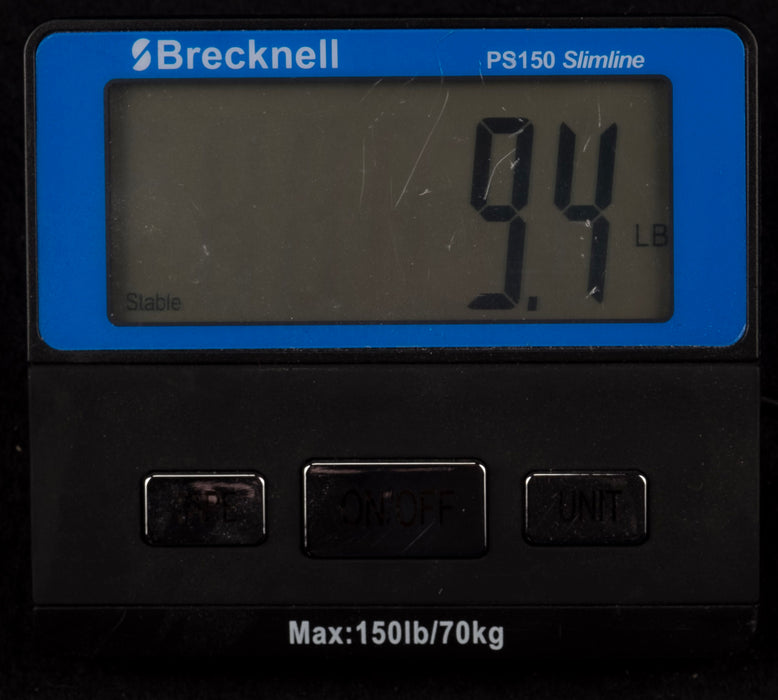 Brecknell
PS150 Slimline
9.4
LB
Stable
ON/OFF
UNIT
Max:150lb/70kg